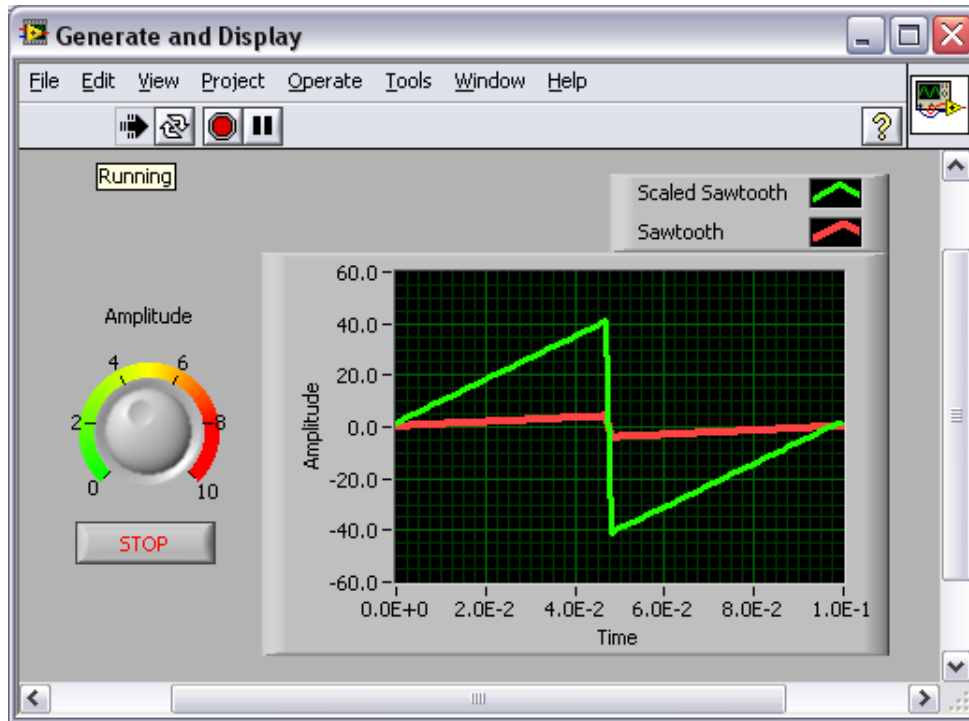 Generate and Display
File Edit View Project Operate Tools Window Help
?
Running
Scaled Sawtooth
Sawtooth
Amplitude
0
2
4
6
8
10
STOP
Amplitude
60.0
40.0
20.0
0.0
-20.0
-40.0
-60.0
0.0E+0 2.0E-2 4.0E-2 6.0E-2 8.0E-2 1.0E-1
Time